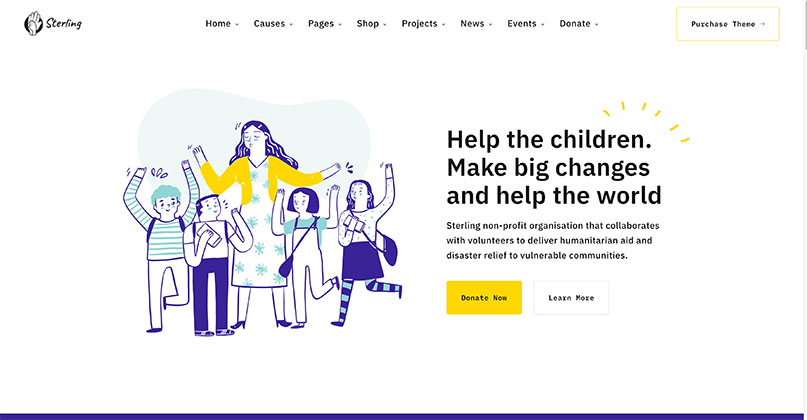 Sterling
Home Causes Pages Shop Projects News Events Donate
Purchase Theme →
Help the children.
Make big changes
and help the world
Sterling non-profit organisation that collaborates
with volunteers to deliver humanitarian aid and
disaster relief to vulnerable communities.
Donate Now
Learn More